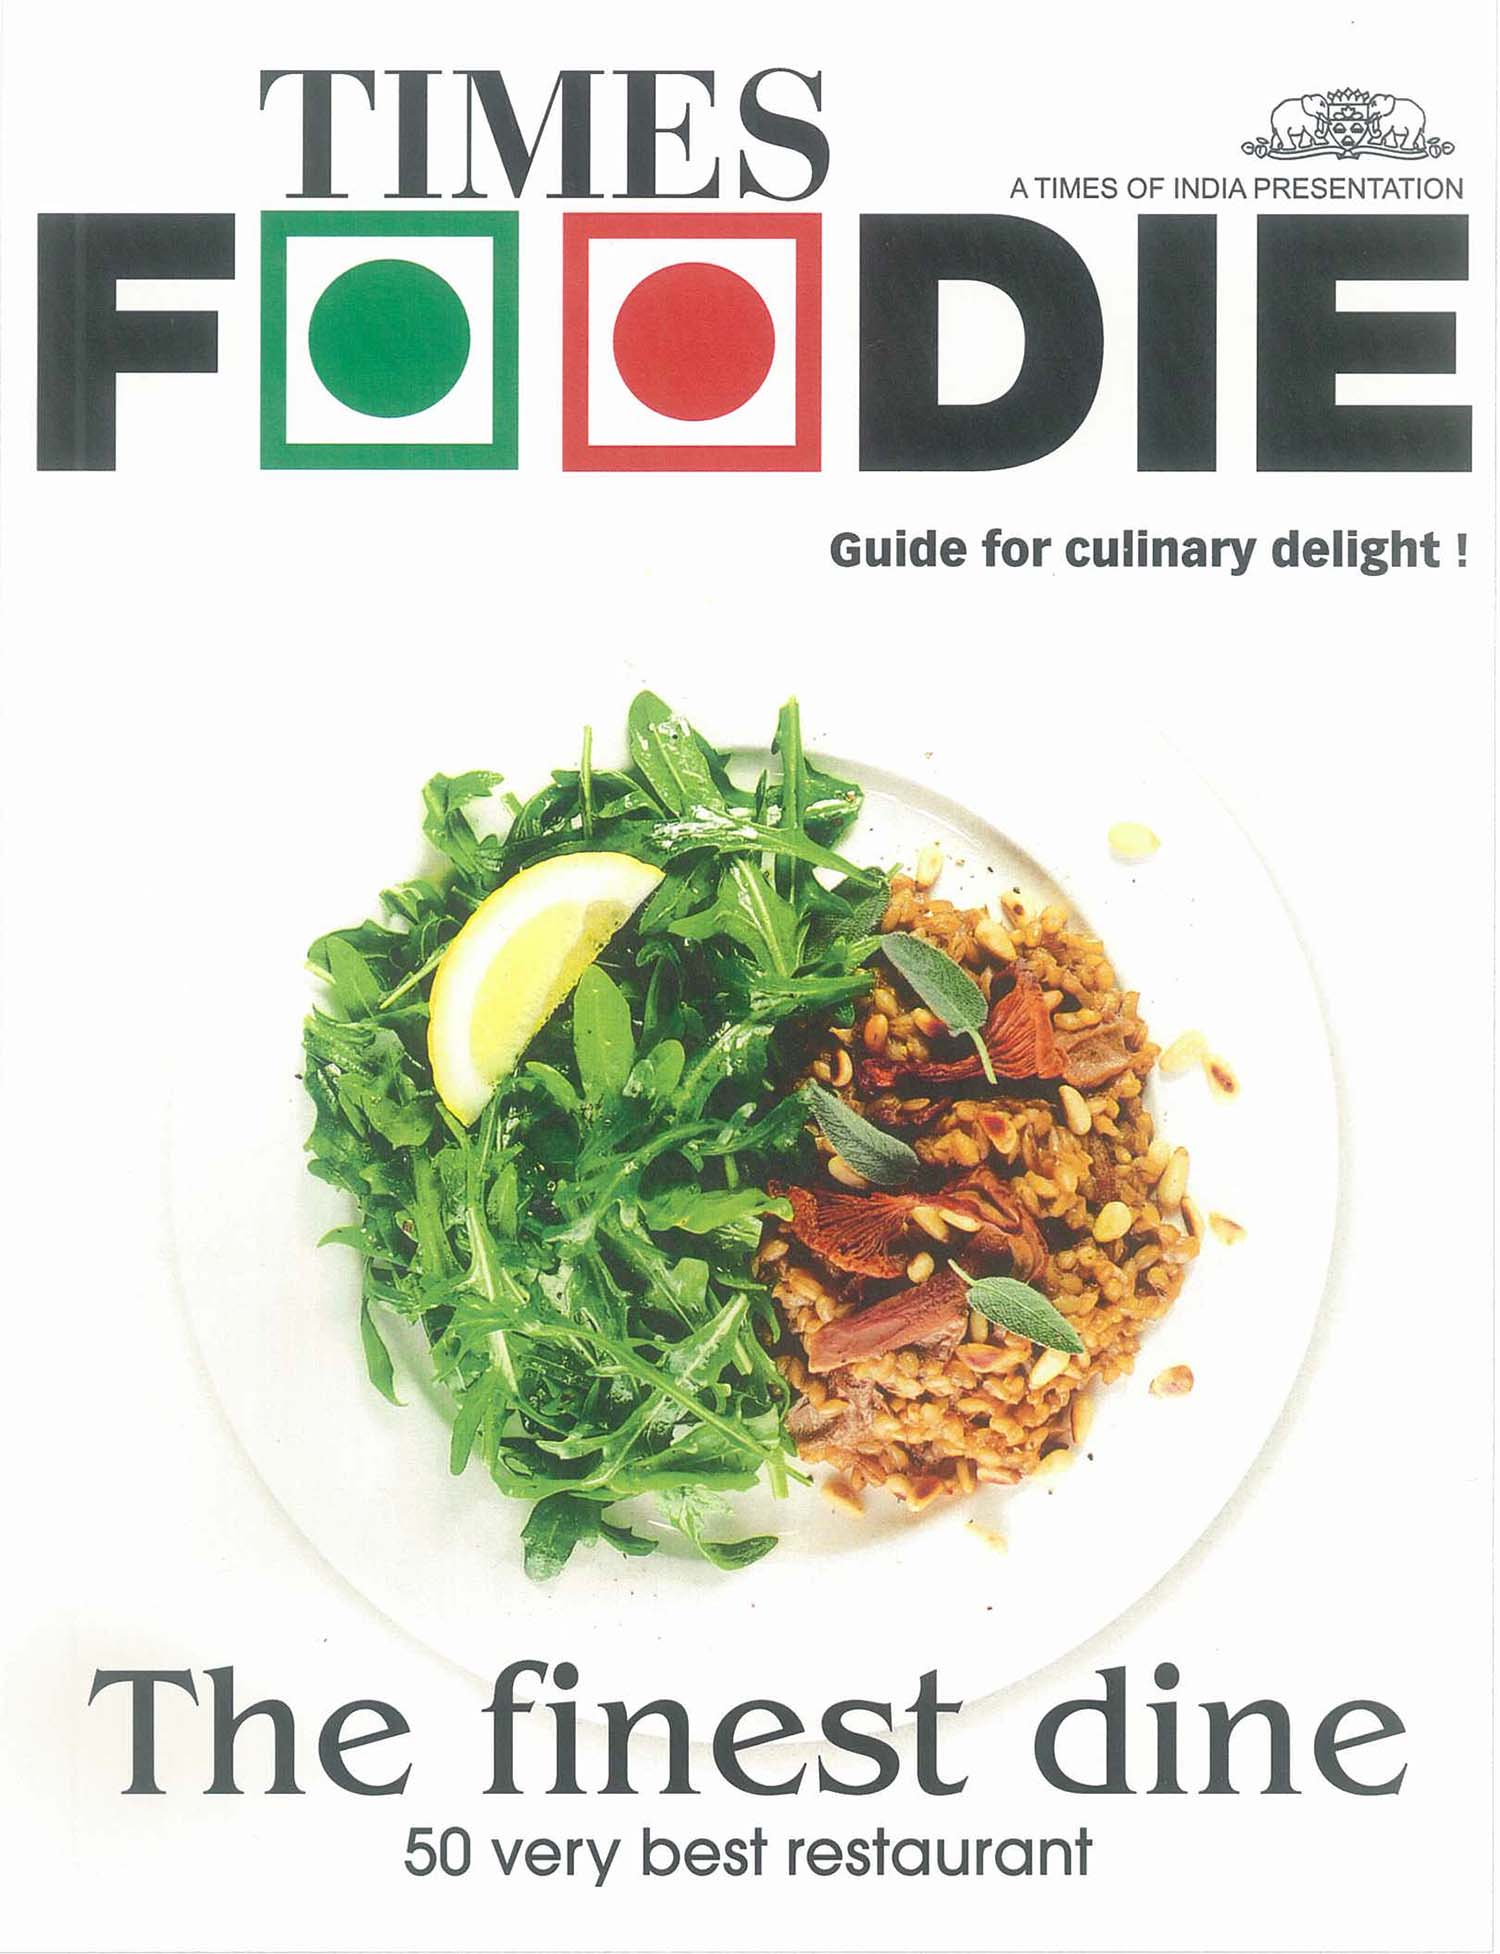 TIMES
A TIMES OF INDIA PRESENTATION
FOODIE
Guide for culinary delight !
The finest dine
50 very best restaurant